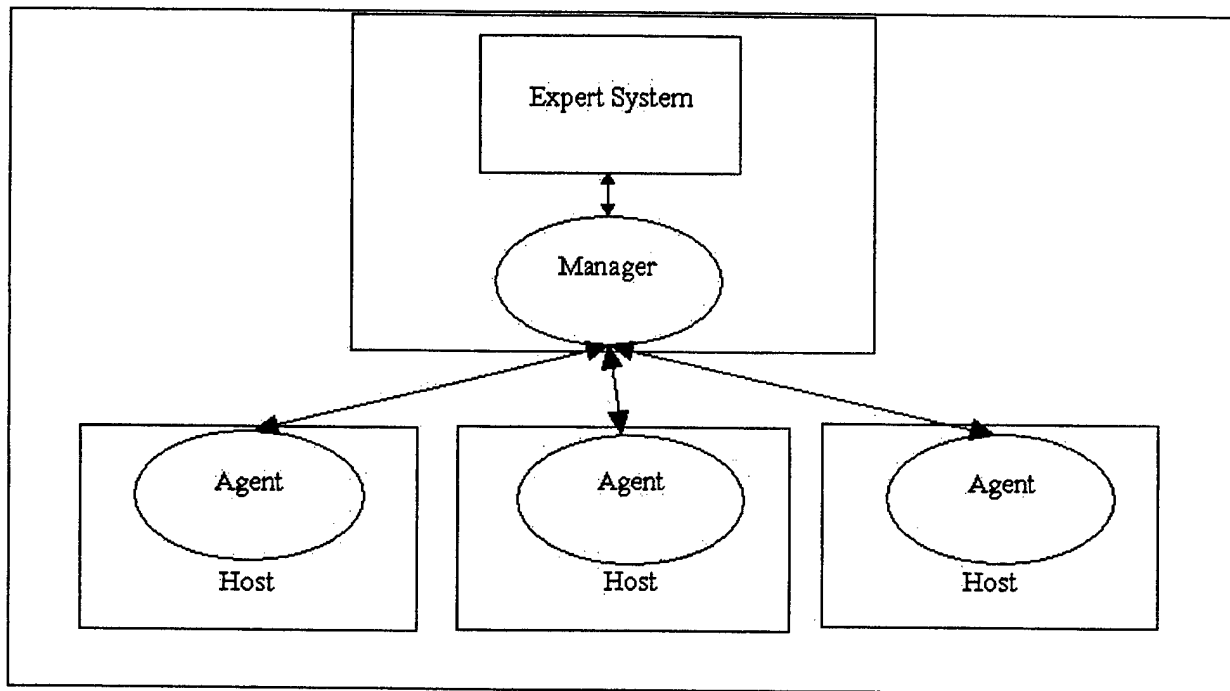 Expert System
Manager
Agent
Host
Agent
Host
Agent
Host